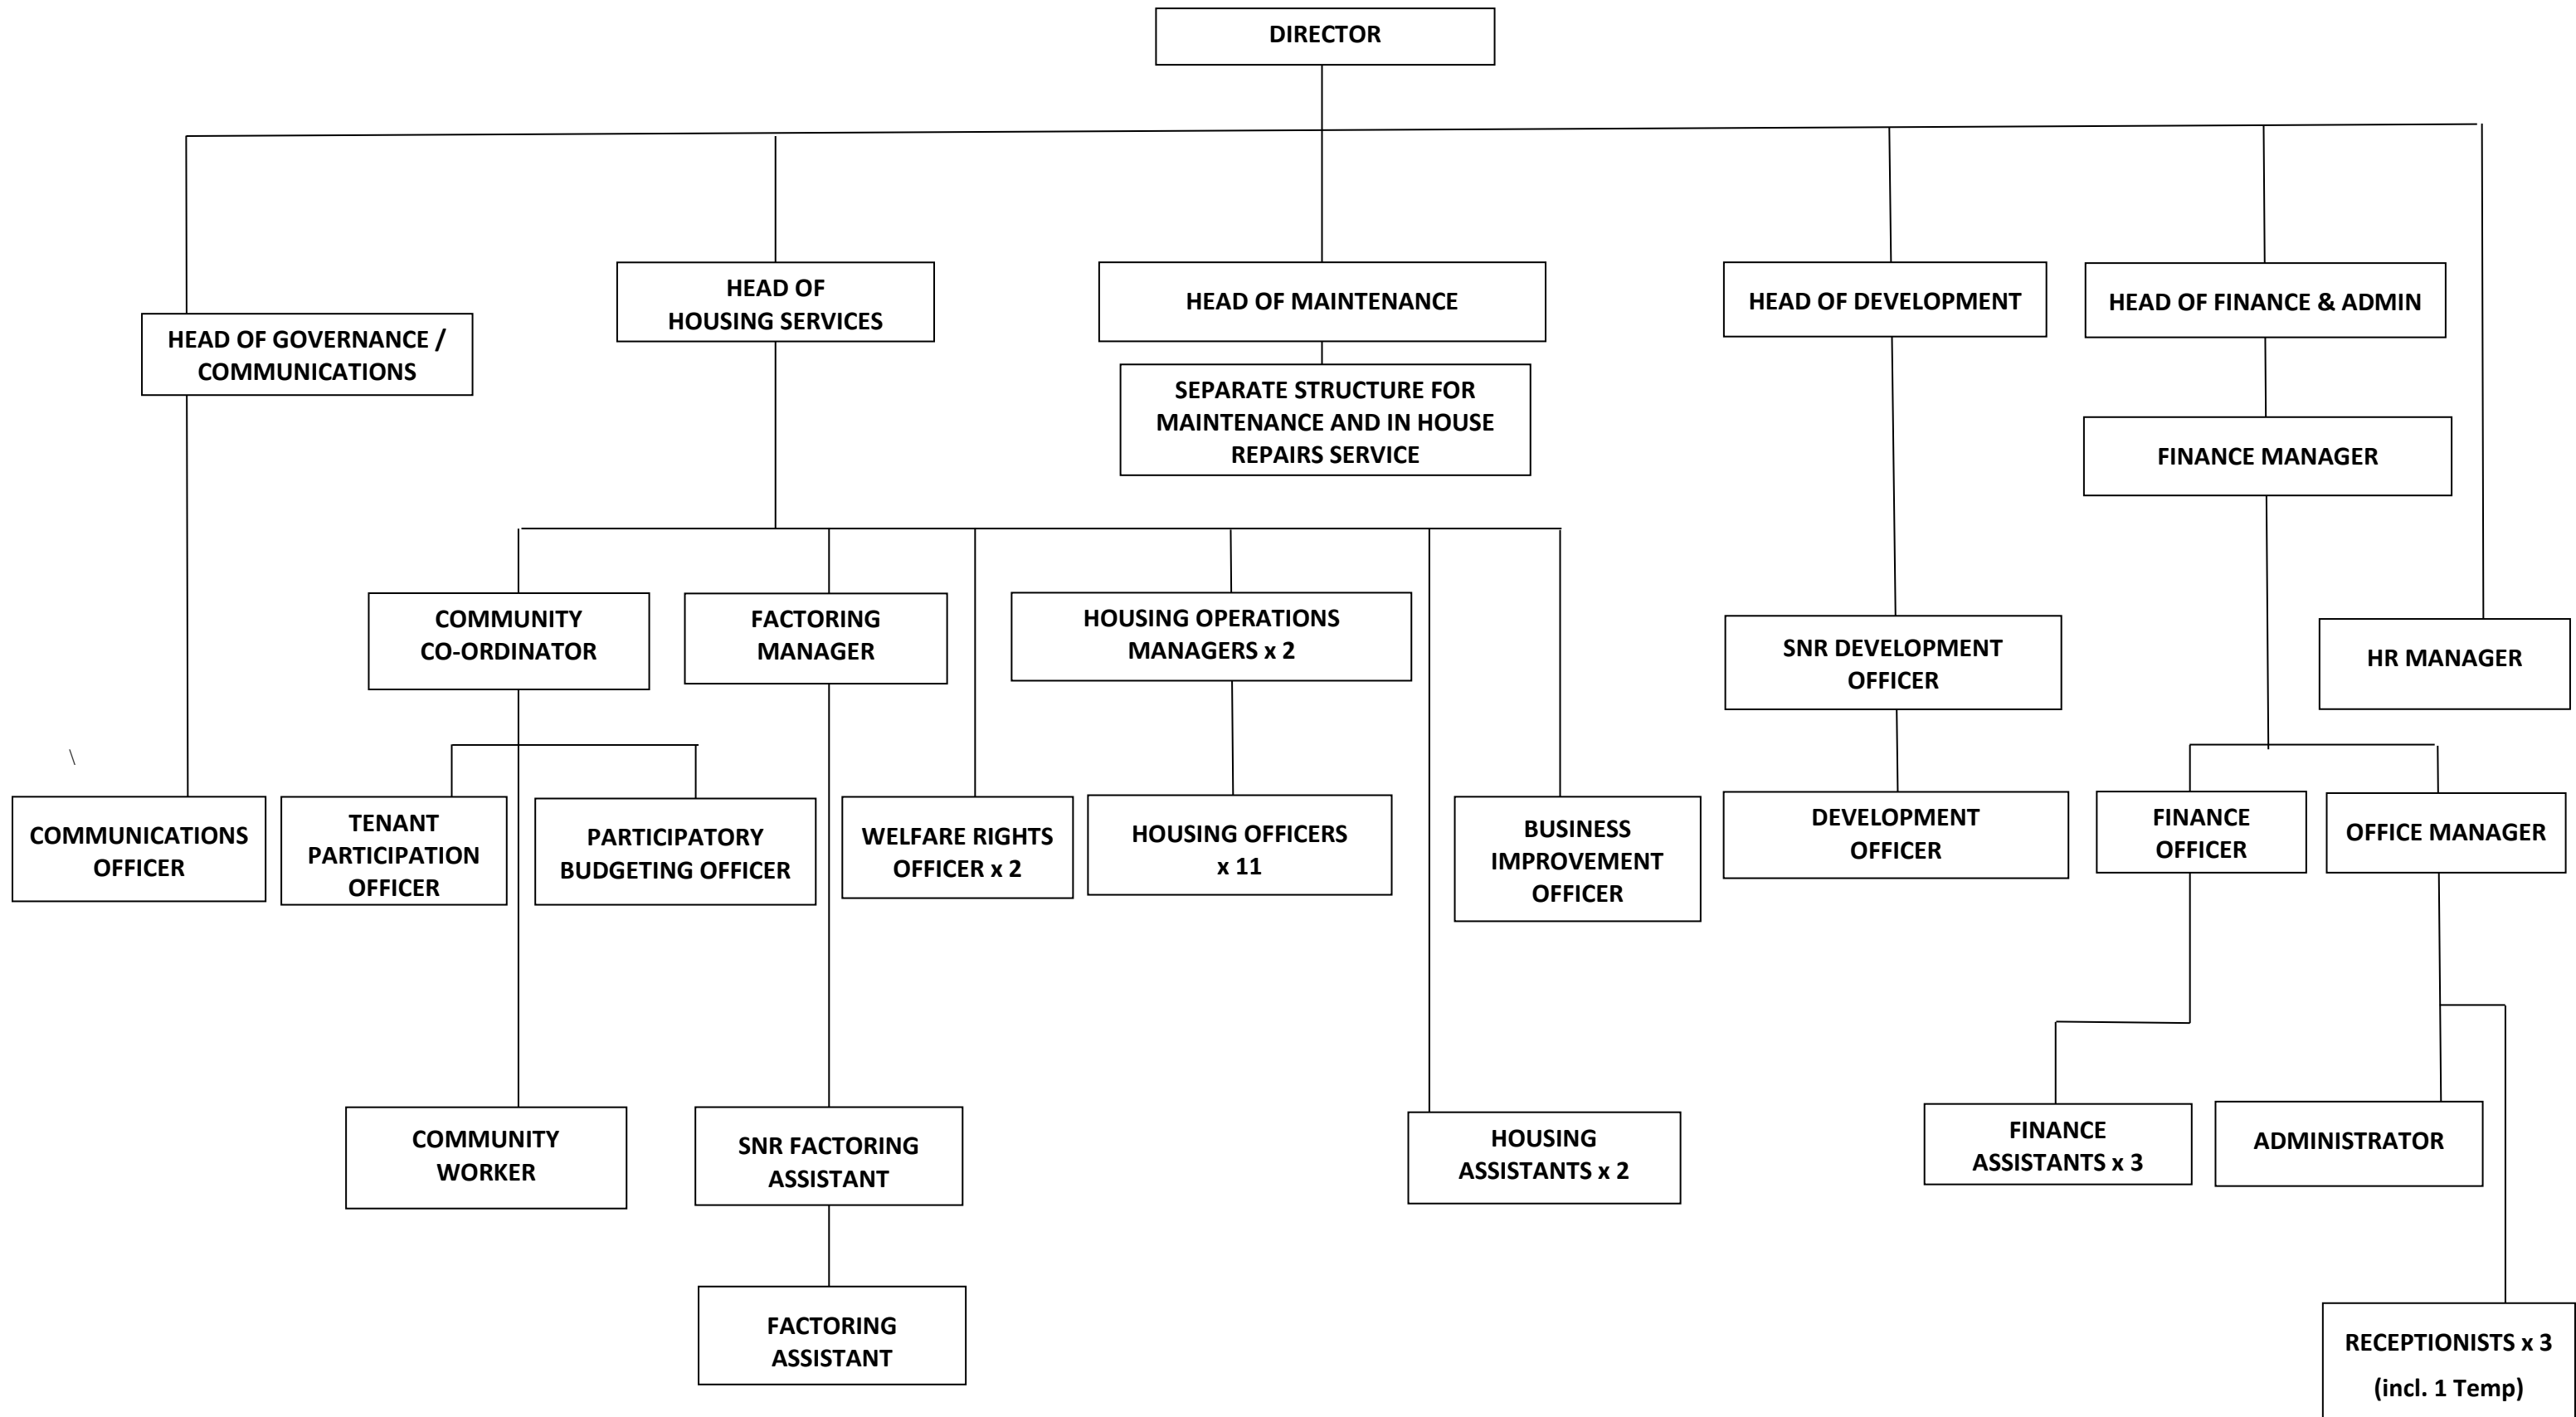 DIRECTOR
HEAD OF GOVERNANCE /
COMMUNICATIONS
HEAD OF
HOUSING SERVICES
HEAD OF MAINTENANCE
HEAD OF DEVELOPMENT
HEAD OF FINANCE & ADMIN
SEPARATE STRUCTURE FOR
MAINTENANCE AND IN HOUSE
REPAIRS SERVICE
FINANCE MANAGER
COMMUNITY
CO-ORDINATOR
FACTORING
MANAGER
HOUSING OPERATIONS
MANAGERS x 2
SNR DEVELOPMENT
OFFICER
HR MANAGER
\
COMMUNICATIONS
OFFICER
TENANT
PARTICIPATION
OFFICER
PARTICIPATORY
BUDGETING OFFICER
WELFARE RIGHTS
OFFICER x 2
HOUSING OFFICERS
x 11
BUSINESS
IMPROVEMENT
OFFICER
DEVELOPMENT
OFFICER
FINANCE
OFFICER
OFFICE MANAGER
COMMUNITY
WORKER
SNR FACTORING
ASSISTANT
HOUSING
ASSISTANTS x 2
FINANCE
ASSISTANTS x 3
ADMINISTRATOR
FACTORING
ASSISTANT
RECEPTIONISTS x 3
(incl. 1 Temp)